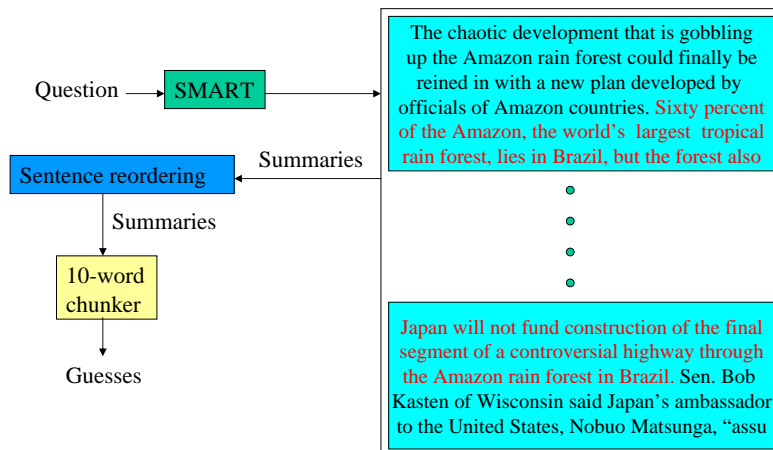 Question
SMART
The chaotic development that is gobbling
up the Amazon rain forest could finally be
reined in with a new plan developed by
officials of Amazon countries. Sixty percent
of the Amazon, the world's largest tropical
rain forest, lies in Brazil, but the forest also
Summaries
Sentence reordering
Summaries
10-word
chunker
Guesses
Japan will not fund construction of the final
segment of a controversial highway through
the Amazon rain forest in Brazil. Sen. Bob
Kasten of Wisconsin said Japan's ambassador
to the United States, Nobuo Matsunga, “assu